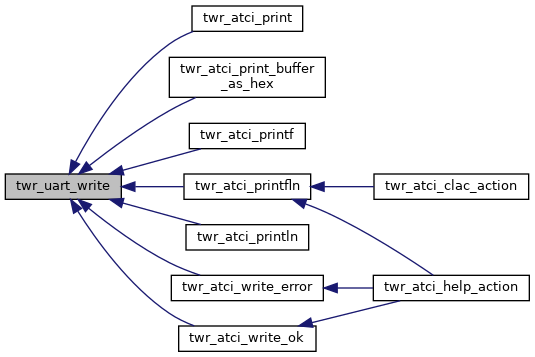 twr_atci_print
twr_atci_print_buffer
_as_hex
twr_atci_printf
twr_uart_write
twr_atci_printfln
twr_atci_clac_action
twr_atci_println
twr_atci_write_error
twr_atci_help_action
twr_atci_write_ok